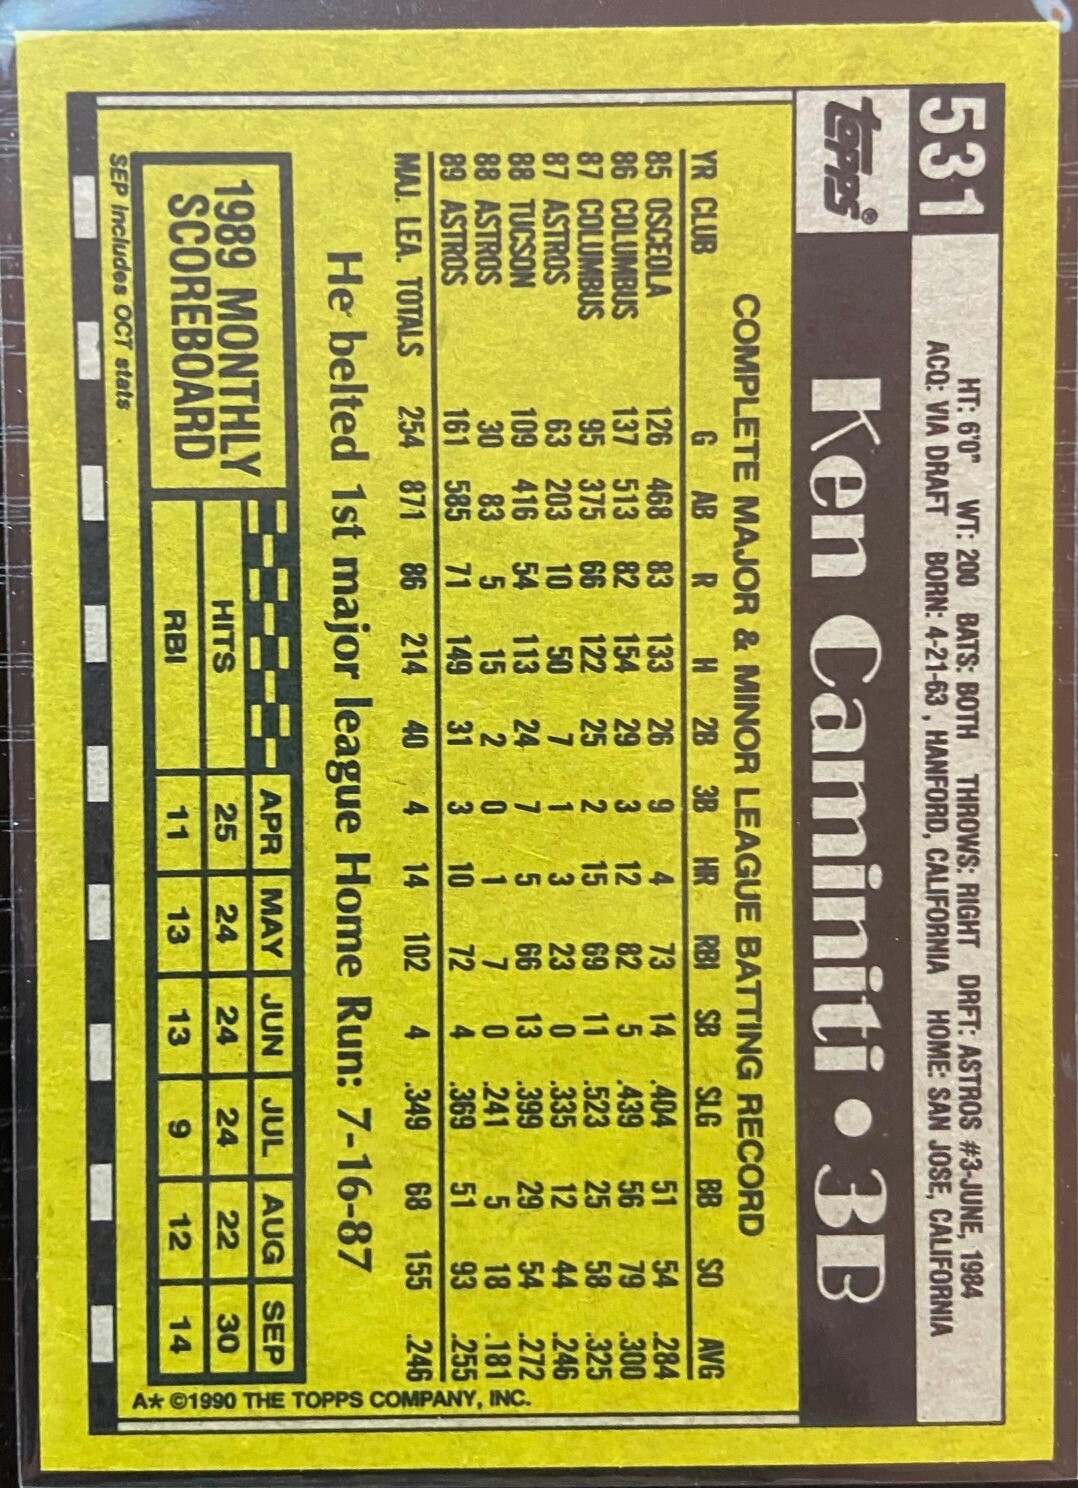 531
HT: 6'0" WT: 200 BATS: BOTH THROWS: RIGHT DRFT: ASTROS #3-JUNE, 1984
ACQ: VIA DRAFT BORN: 4-21-63, HANFORD, CALIFORNIA HOME: SAN JOSE, CALIFORNIA
topps®
Ken Caminiti • 3B
COMPLETE MAJOR & MINOR LEAGUE BATTING RECORD
YR CLUB G AB R H 2B 3B HR RBI SB SLG BB SO AVG
85 OSCEOLA 126 468 83 133 26 9 4 73 14 .404 51 54 .284
86 COLUMBUS 137 513 82 154 29 3 12 82 5 .439 56 79 .300
87 COLUMBUS 95 375 66 122 25 2 15 69 11 .523 25 58 .325
87 ASTROS 63 203 10 50 7 1 3 23 0 .335 12 44 .246
88 TUCSON 109 416 54 113 24 7 5 66 13 .399 29 54 .272
88 ASTROS 30 83 5 15 2 0 1 7 0 .241 5 18 .181
89 ASTROS 161 585 71 149 31 3 10 72 4 .369 51 93 .255
MAJ. LEA. TOTALS 254 871 86 214 40 4 14 102 4 .349 68 155 .246
He belted 1st major league Home Run: 7-16-87
1989 MONTHLY
SCOREBOARD
APR MAY JUN JUL AUG SEP
HITS 25 24 24 24 22 30
RBI 11 13 13 9 12 14
SEP Includes OCT stats
A* ©1990 THE TOPPS COMPANY, INC.